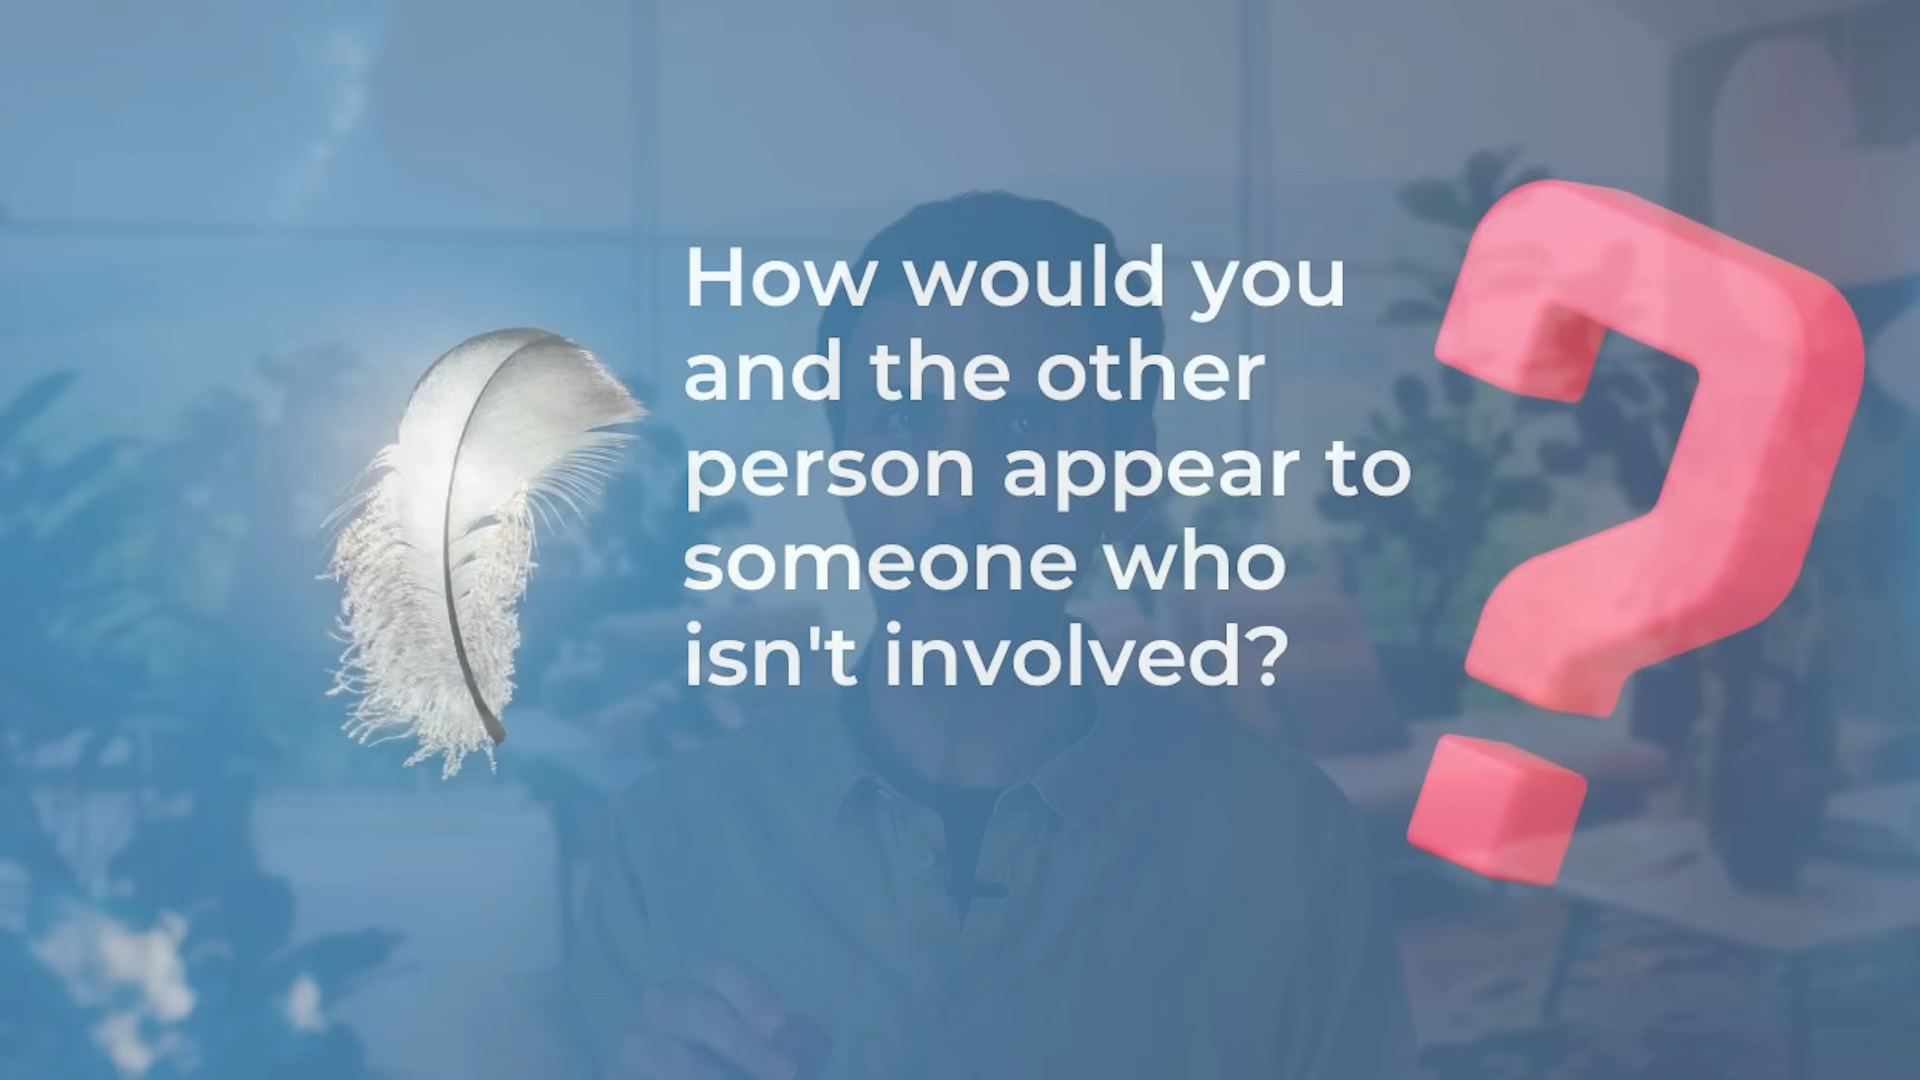 How would you
and the other
person appear to
someone who
isn't involved?